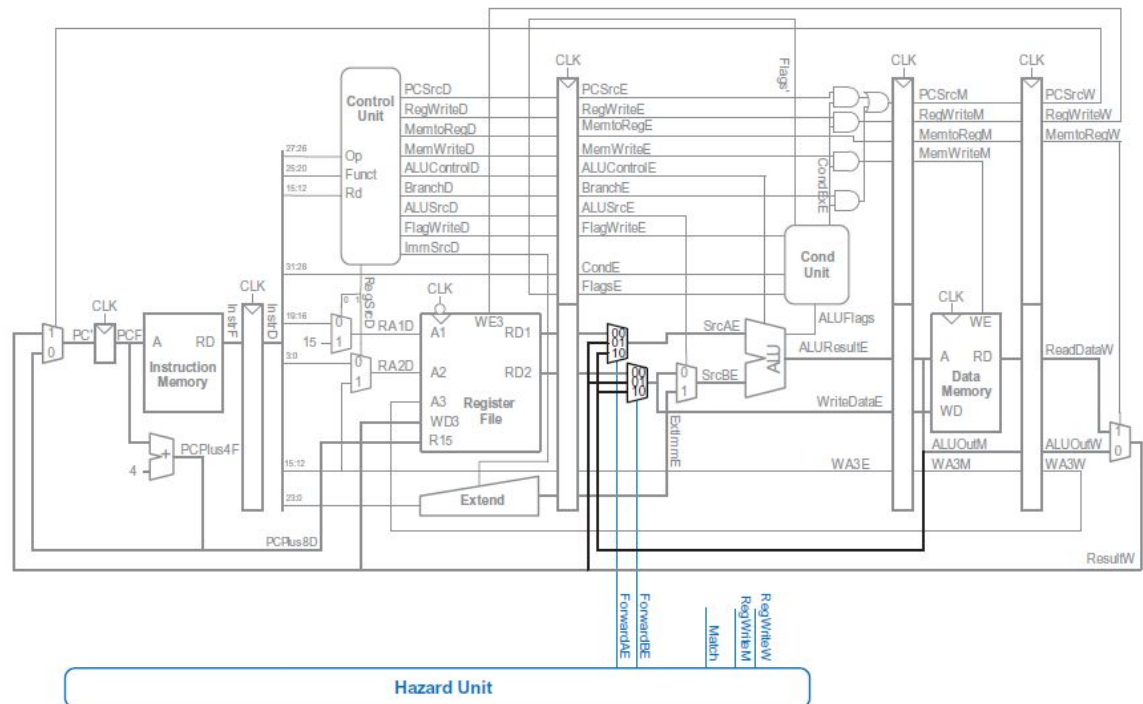 CLK
CLK
CLK
Flags'
Control
Unit
PCSrcD
RegWriteD
MemtoRegD
MemWriteD
ALUControlD
BranchD
ALUSrcD
FlagWriteD
ImmSrcD
PCSrcE
RegWriteE
MemtoRegE
MemWriteE
ALUControlE
BranchE
ALUSrcE
FlagWriteE
CondE
FlagsE
PCSrcM
RegWriteM
MemtoRegM
MemWriteM
PCSrcW
RegWriteW
MemtoRegW
27:26
Op
25:20
Funct
15:12
Rd
CondExE
Cond
Unit
31:28
CLK
CLK
InstrF
InstrD
RegSrcD
0 1
CLK
ALUFlags
CLK
1
0
PC'
PCF
A RD
Instruction
Memory
19:16
0
1
15
RA1D
3:0
0
1
RA2D
A1
WE3
RD1
A2
RD2
A3
WD3
R15
Register
File
00
01
10
00
01
10
SrcAE
0
1
SrcBE
ALU
ALUResultE
WE
A RD
Data
Memory
WD
ReadDataW
WriteDataE
ExtImmE
1
0
PCPlus4F
4
+
15:12
WA3E
ALUOutM
WA3M
ALUOutW
WA3W
23:0
Extend
PCPlus8D
ResultW
ForwardAE
ForwardBE
Match
RegWriteM
RegWriteW
Hazard Unit